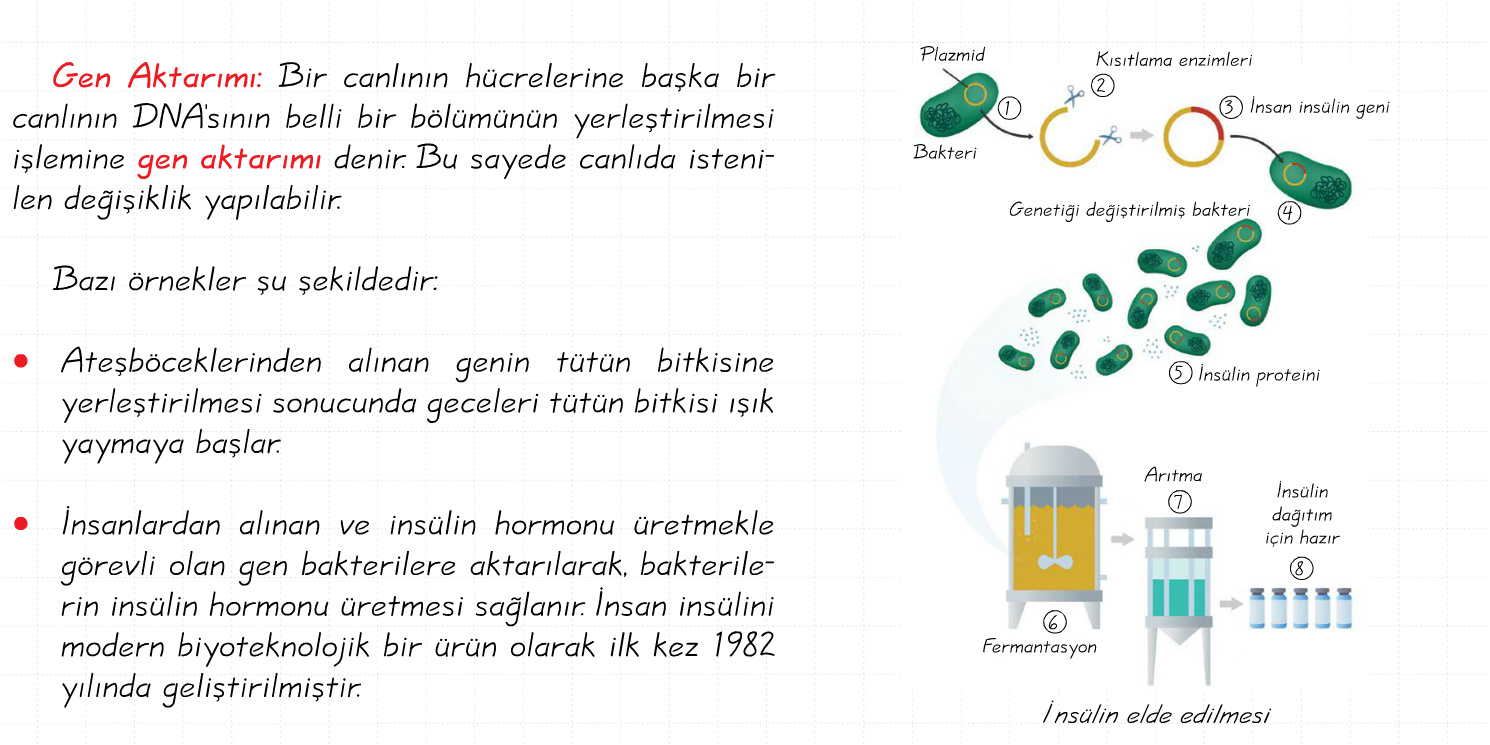 Gen Aktarımı: Bir canlının hücrelerine başka bir
canlının DNA'sının belli bir bölümünün yerleştirilmesi
işlemine gen aktarımı denir. Bu sayede canlıda isteni-
len değişiklik yapılabilir.
Bazı örnekler şu şekildedir:
• Ateşböceklerinden alınan genin tütün bitkisine
yerleştirilmesi sonucunda geceleri tütün bitkisi ışık
yaymaya başlar.
• İnsanlardan alınan ve insülin hormonu üretmekle
görevli olan gen bakterilere aktarılarak, bakterile-
rin insülin hormonu üretmesi sağlanır. İnsan insülini
modern biyoteknolojik bir ürün olarak ilk kez 1982
yılında geliştirilmiştir.
Plazmid
Bakteri
1
Kısıtlama enzimleri
2
3 İnsan insülin geni
Genetiği değiştirilmiş bakteri 4
5 İnsülin proteini
6
Fermantasyon
Arıtma
7
İnsülin
dağıtım
için hazır
8
İnsülin elde edilmesi